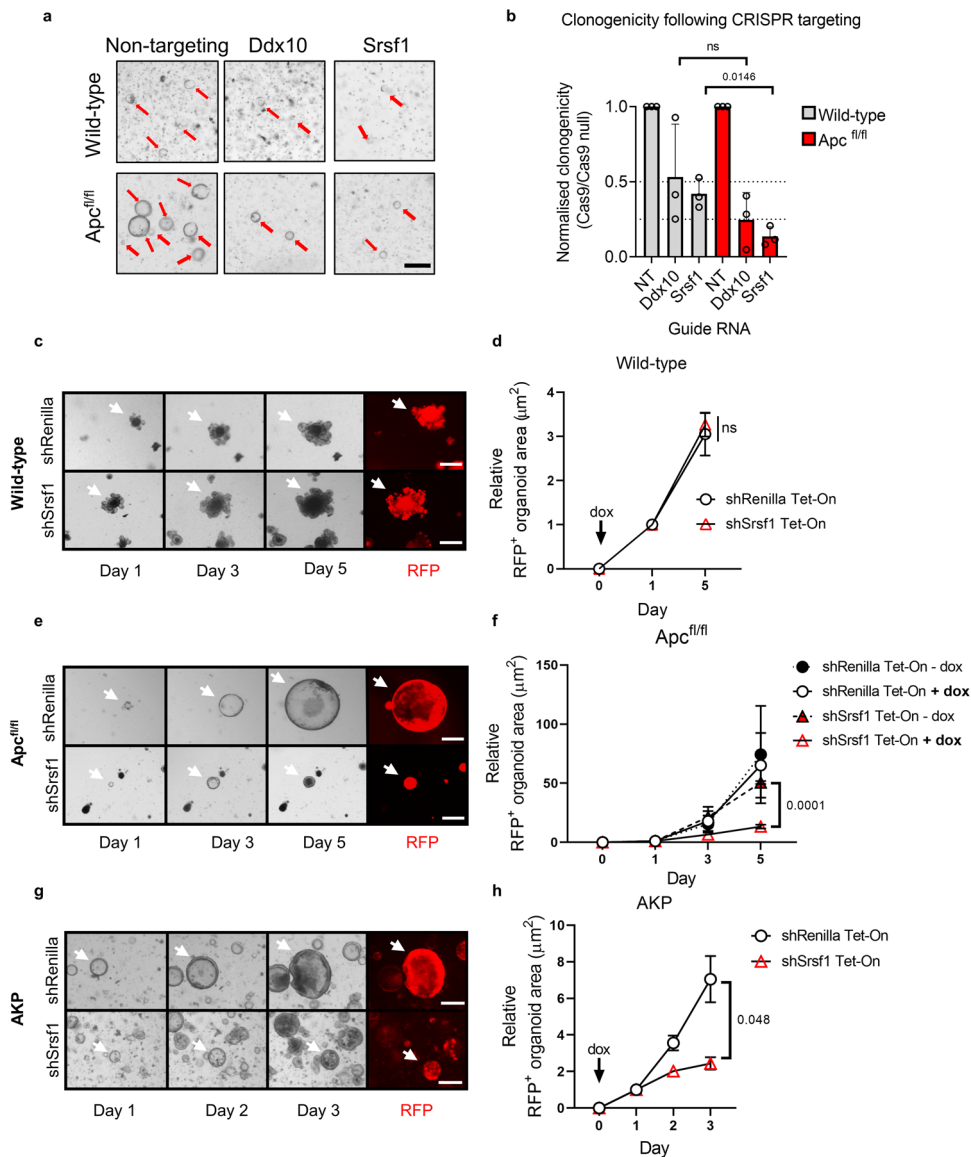 a
Non-targeting Ddx10 Srsf1
Wild-type
Apcfl/fl
b
Clonogenicity following CRISPR targeting
ns
0.0146
Normalised clonogenicity
(Cas9/Cas9 null)
1.0
0.5
0.0
Wild-type
Apc fl/fl
NT
Ddx10
Srsf1
NT
Ddx10
Srsf1
Guide RNA
c
Wild-type
shRenilla
shSrsf1
Day 1 Day 3 Day 5 RFP
d
Wild-type
Relative
RFP+ organoid area (μm2)
4
3
2
1
0
dox
ns
shRenilla Tet-On
shSrsf1 Tet-On
0 1 5
Day
e
Apcfl/fl
shRenilla
shSrsf1
Day 1 Day 3 Day 5 RFP
f
Apcfl/fl
Relative
RFP+ organoid area (μm2)
150
100
50
0
shRenilla Tet-On - dox
shRenilla Tet-On + dox
shSrsf1 Tet-On - dox
shSrsf1 Tet-On + dox
0.0001
0 1 3 5
Day
g
AKP
shRenilla
shSrsf1
Day 1 Day 2 Day 3 RFP
h
AKP
Relative
RFP+ organoid area (μm2)
8
6
4
2
0
dox
shRenilla Tet-On
shSrsf1 Tet-On
0.048
0 1 2 3
Day